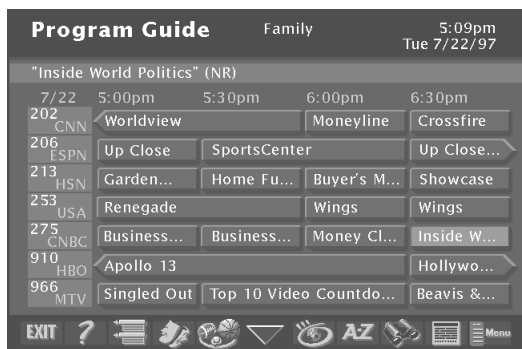 Program Guide Family 5:09pm
Tue 7/22/97
"Inside World Politics" (NR)
7/22 5:00pm 5:30pm 6:00pm 6:30pm
202 CNN Worldview Moneyline Crossfire
206 ESPN Up Close SportsCenter Up Close...
213 HSN Garden... Home Fu... Buyer's M... Showcase
253 USA Renegade Wings Wings
275 CNBC Business... Business... Money Cl... Inside W...
910 HBO Apollo 13 Hollywo...
966 MTV Singled Out Top 10 Video Countdo... Beavis &...
EXIT ? A-Z Menu